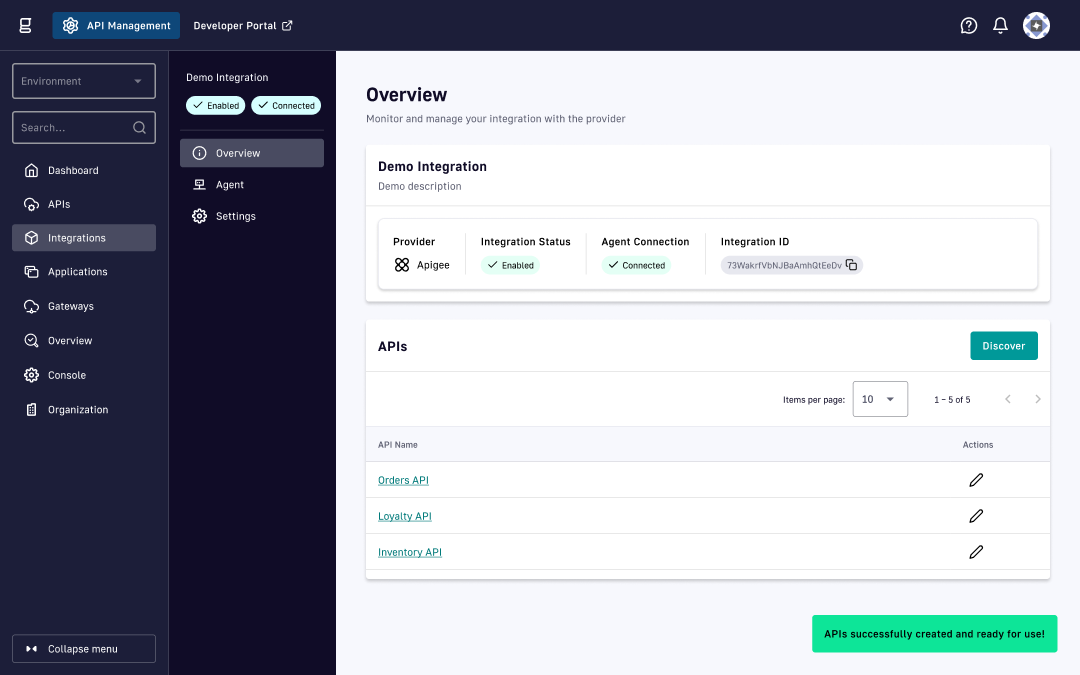 API Management
Developer Portal
Environment
Search...
Dashboard
APIs
Integrations
Applications
Gateways
Overview
Console
Organization
Collapse menu
Demo Integration
Enabled
Connected
Overview
Agent
Settings
Overview
Monitor and manage your integration with the provider
Demo Integration
Demo description
Provider
Apigee
Integration Status
Enabled
Agent Connection
Connected
Integration ID
73WakrfVbNJBaAmhQtEeDv
APIs
Discover
Items per page:
10
1 – 5 of 5
API Name
Actions
Orders API
Loyalty API
Inventory API
APIs successfully created and ready for use!